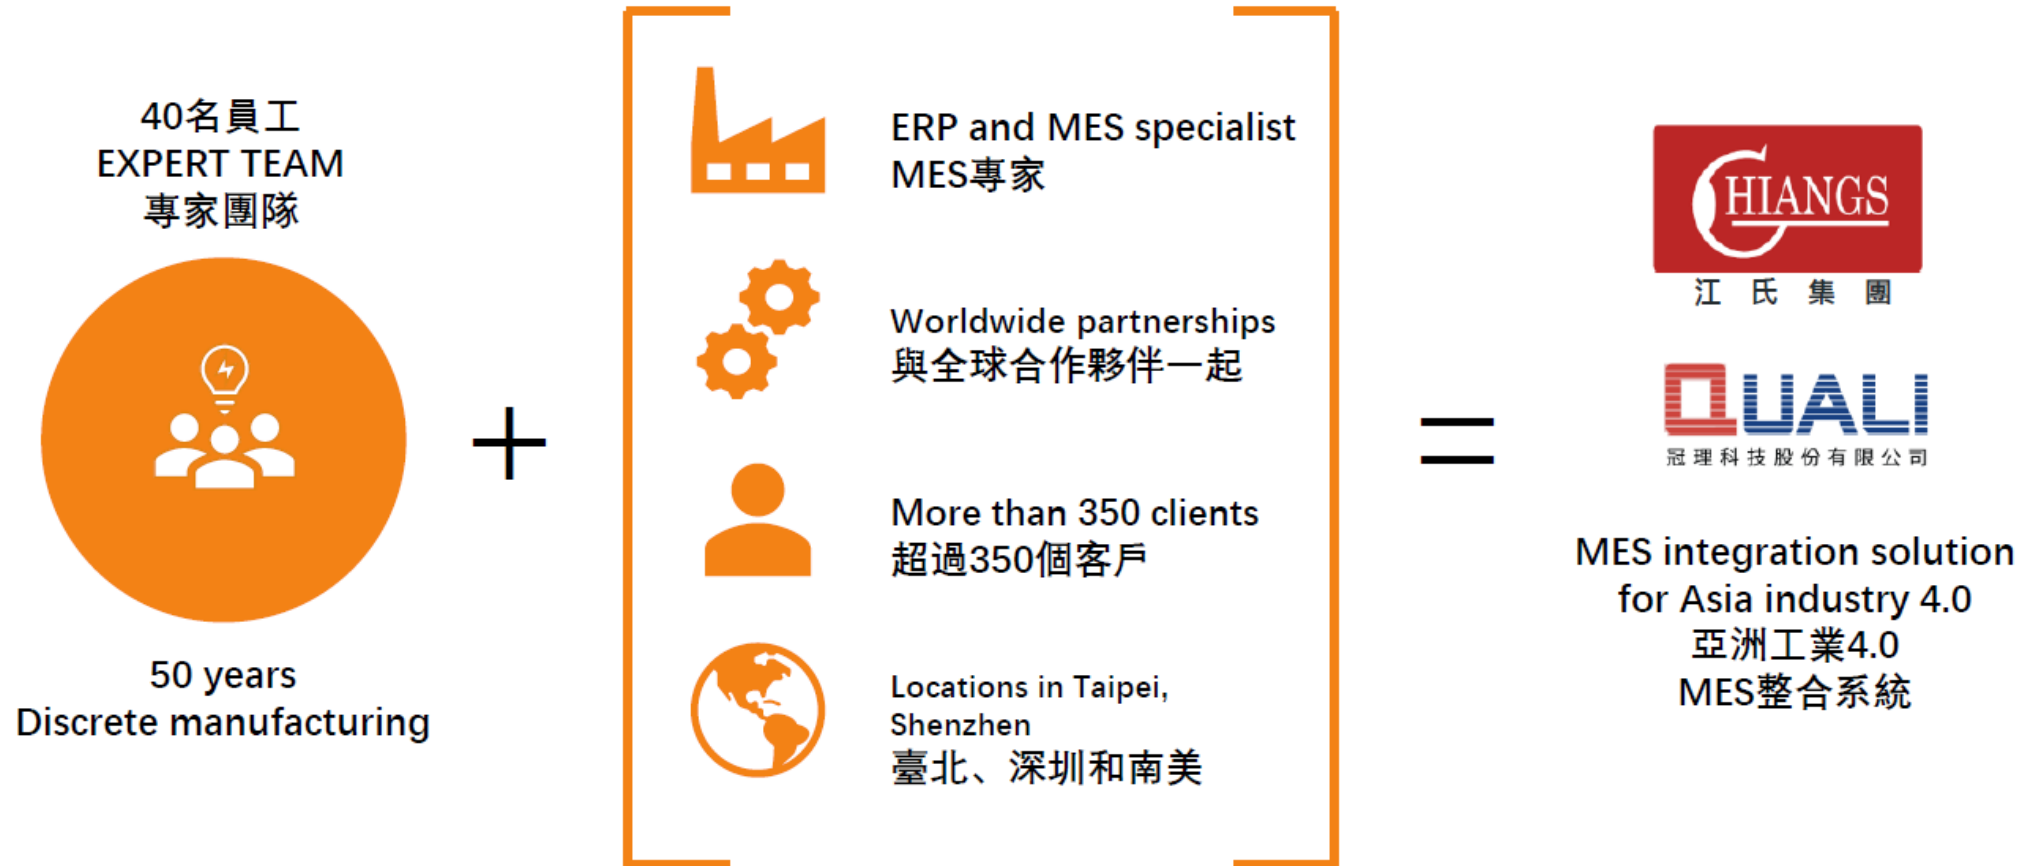 40名員工
EXPERT TEAM
專家團隊
50 years
Discrete manufacturing
+
ERP and MES specialist
MES專家
Worldwide partnerships
與全球合作夥伴一起
More than 350 clients
超過350個客戶
Locations in Taipei,
Shenzhen
臺北、深圳和南美
=
CHIANGS
江氏集團
QUALI
冠理科技股份有限公司
MES integration solution
for Asia industry 4.0
亞洲工業4.0
MES整合系統